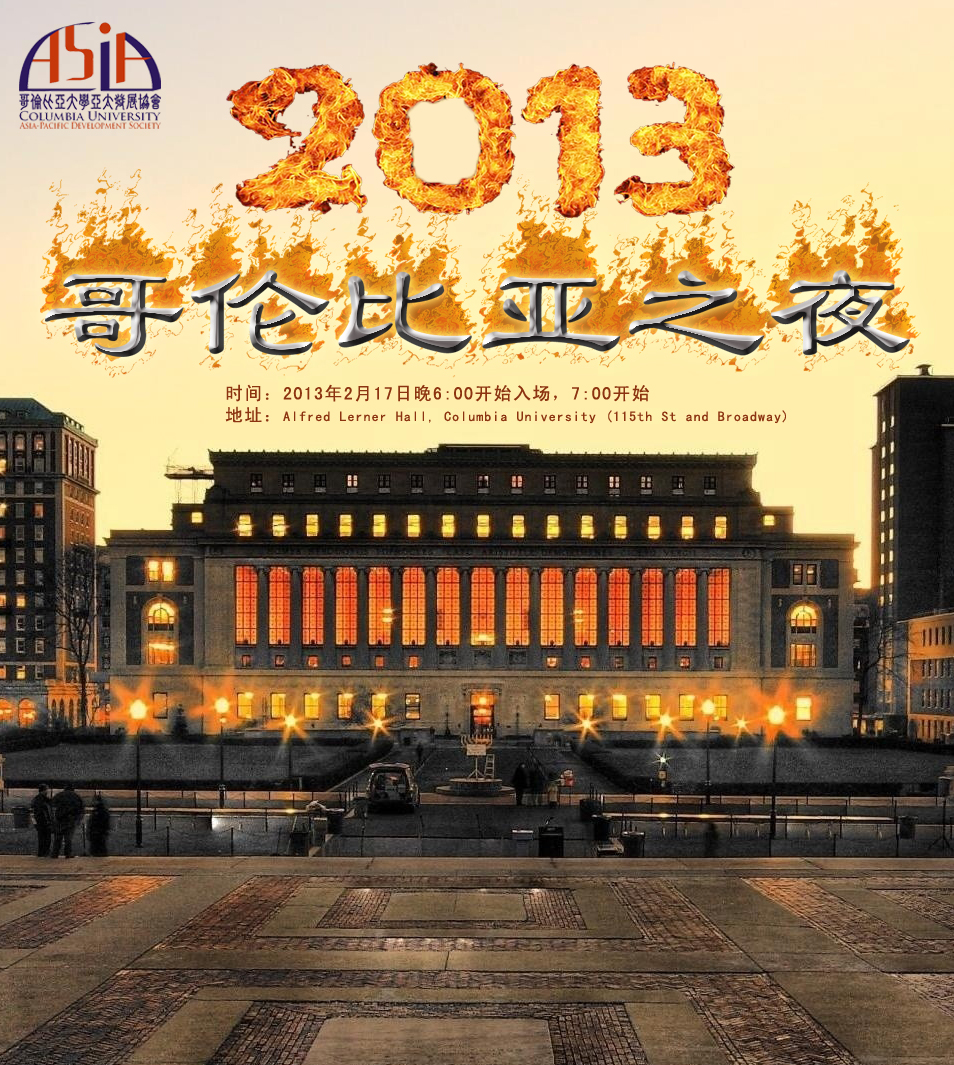 ASiA
哥倫比亞大學亞太發展協會
COLUMBIA UNIVERSITY
ASIA-PACIFIC DEVELOPMENT SOCIETY
2013
哥伦比亚之夜
时间：2013年2月17日晚6:00开始入场，7:00开始
地址：Alfred Lerner Hall, Columbia University (115th St and Broadway)